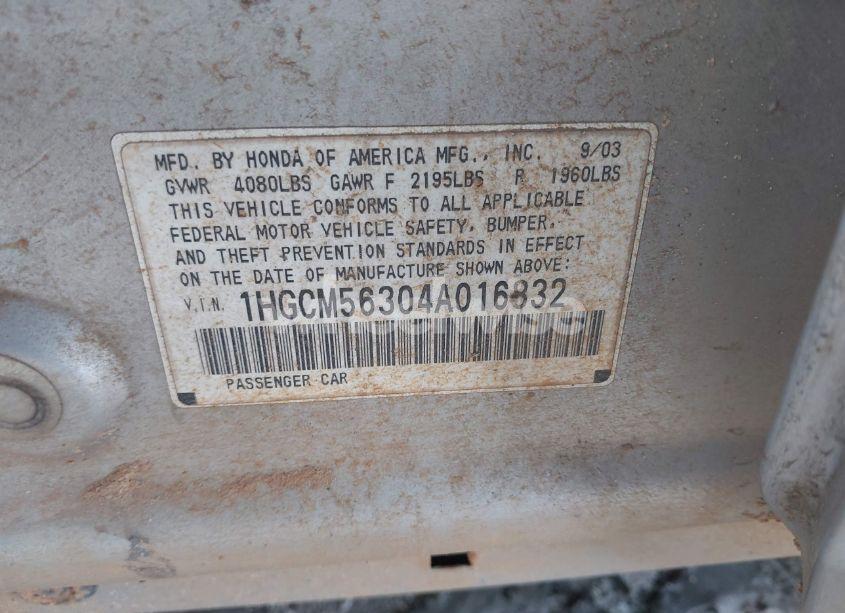 MFD. BY HONDA OF AMERICA MFG., INC. 9/03
GVWR 4080LBS GAWR F 2195LBS R 1960LBS
THIS VEHICLE CONFORMS TO ALL APPLICABLE
FEDERAL MOTOR VEHICLE SAFETY, BUMPER,
AND THEFT PREVENTION STANDARDS IN EFFECT
ON THE DATE OF MANUFACTURE SHOWN ABOVE:
V.I.N. 1HGCM56304A016832
PASSENGER CAR